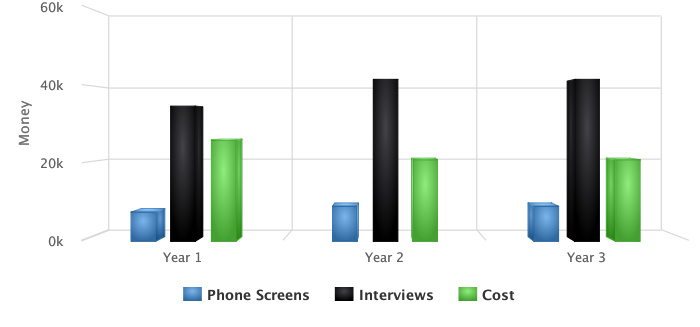 60k
40k
20k
0k
Money
Year 1 Year 2 Year 3
Phone Screens Interviews Cost